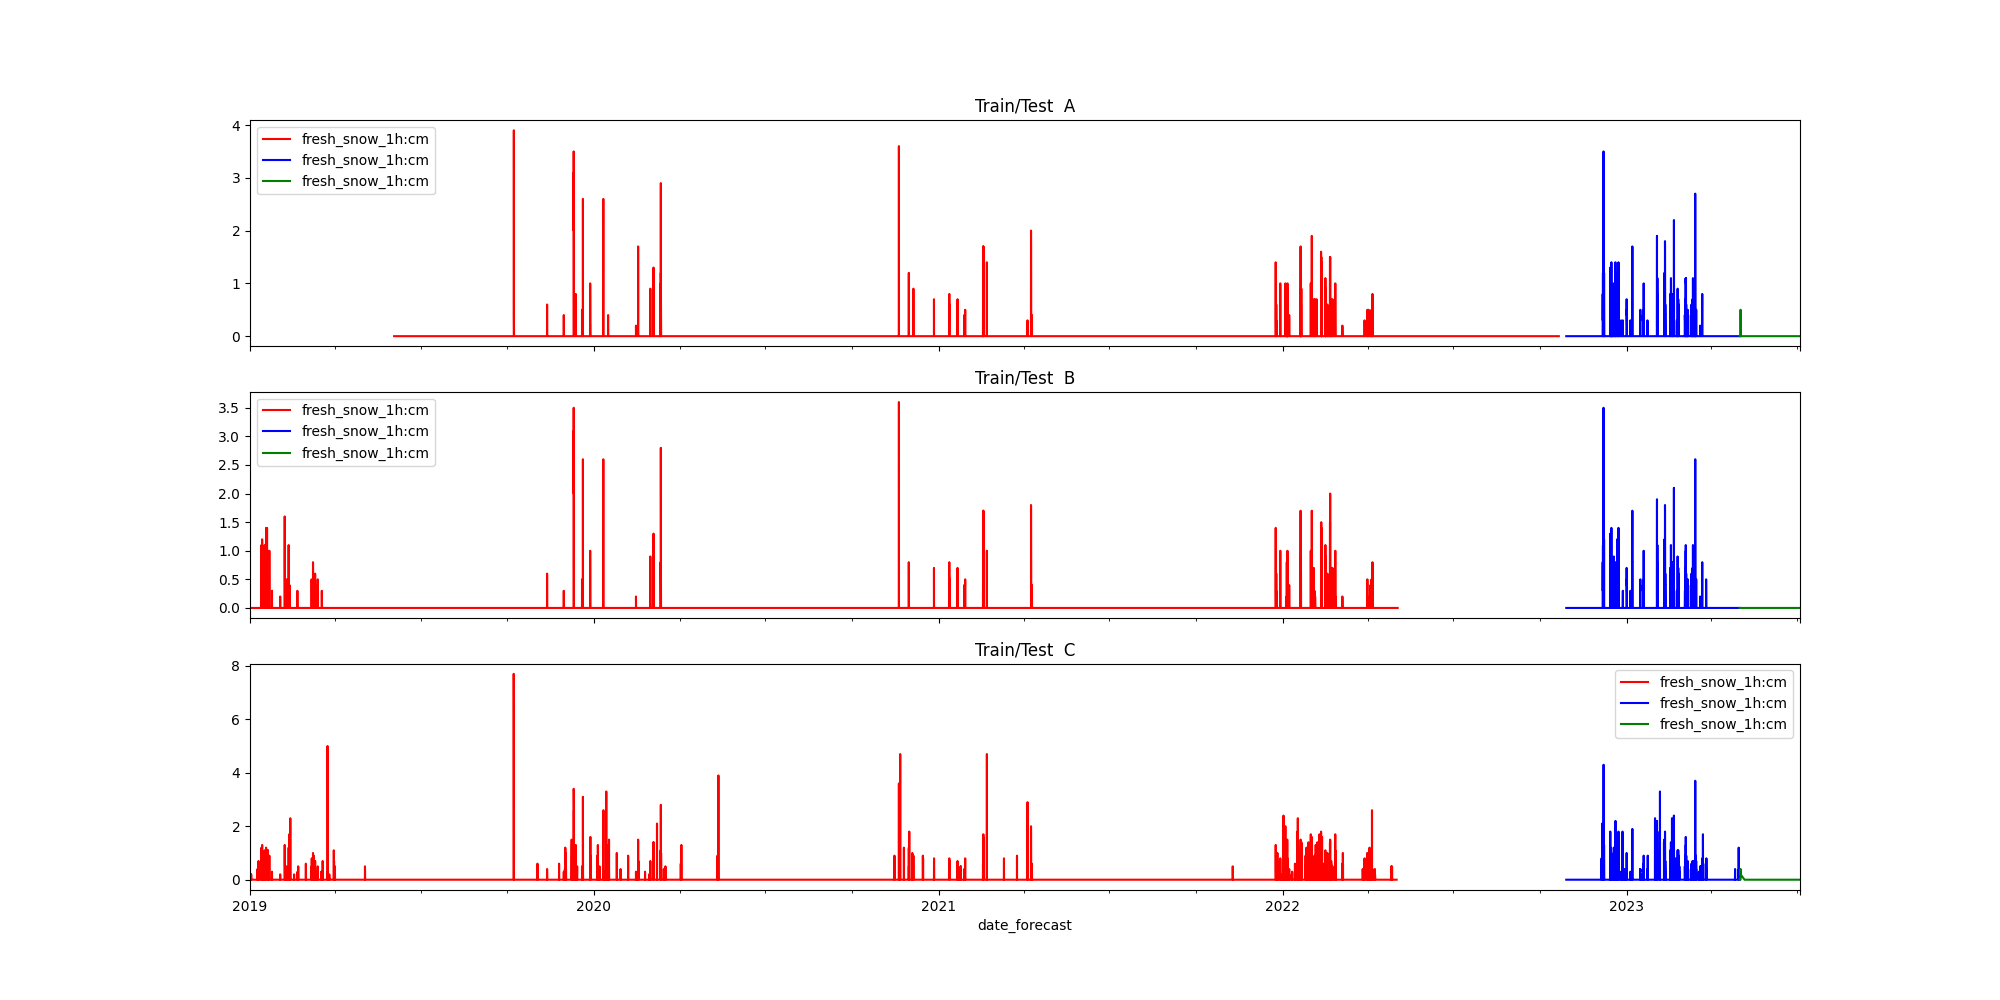 Train/Test A
4
3
2
1
0
fresh_snow_1h:cm
fresh_snow_1h:cm
fresh_snow_1h:cm
Train/Test B
3.5
3.0
2.5
2.0
1.5
1.0
0.5
0.0
fresh_snow_1h:cm
fresh_snow_1h:cm
fresh_snow_1h:cm
Train/Test C
8
6
4
2
0
fresh_snow_1h:cm
fresh_snow_1h:cm
fresh_snow_1h:cm
2019 2020 2021 2022 2023
date_forecast